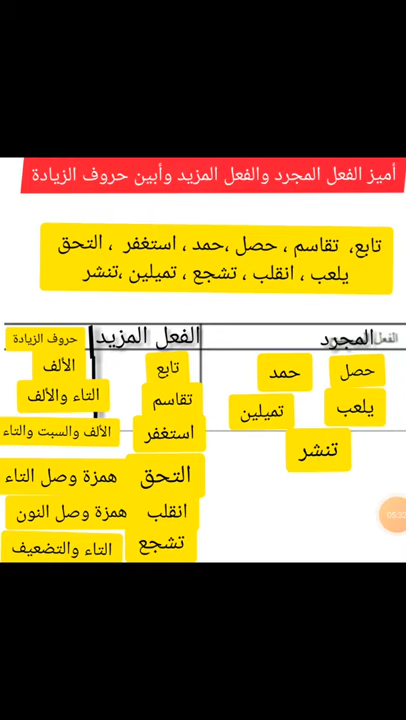 أميز الفعل المجرد والفعل المزيد وأبين حروف الزيادة
تابع، تقاسم ، حصل ،حمد ، استغفر ، التحق
يلعب ، انقلب ، تشجع ، تميلين ،تنشر
الفعل المجرد
الفعل المزيد
حروف الزيادة
حصل
حمد
تابع
الألف
يلعب
تميلين
تقاسم
التاء والألف
تنشر
استغفر
الألف والسبت والتاء
التحق
همزة وصل التاء
انقلب
همزة وصل النون
تشجع
التاء والتضعيف